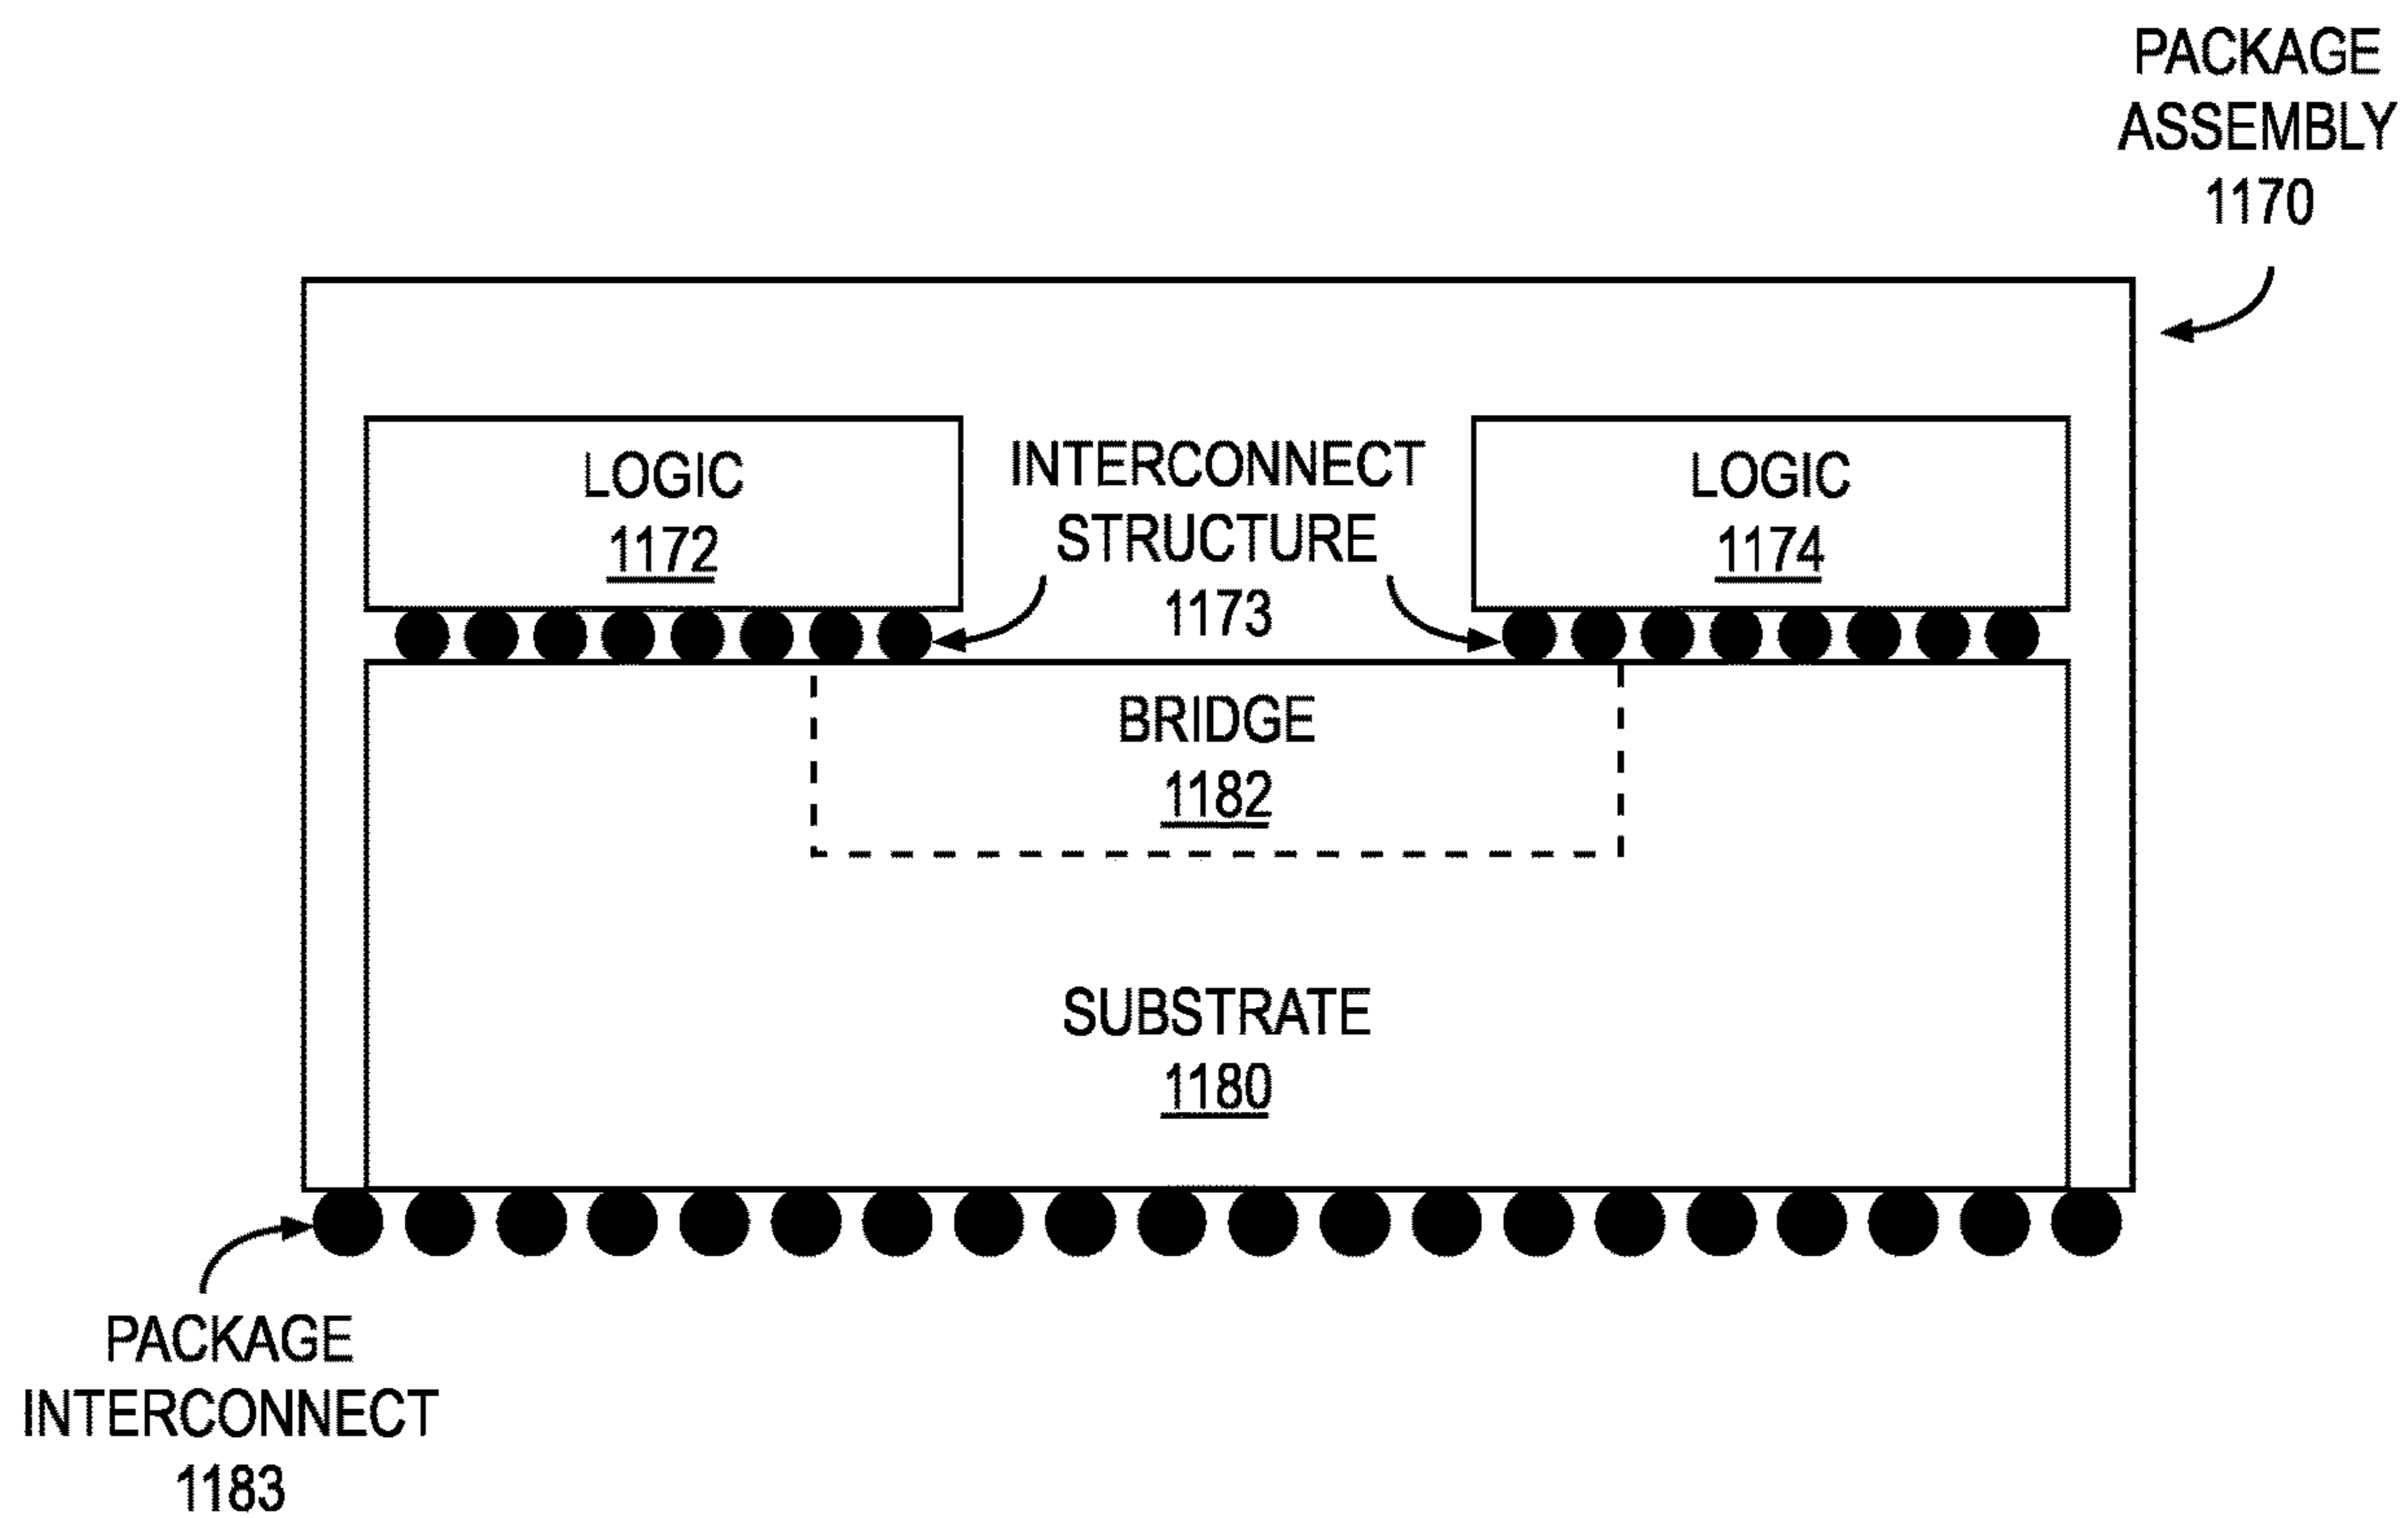 PACKAGE
ASSEMBLY
1170
LOGIC
1172
INTERCONNECT
STRUCTURE
1173
LOGIC
1174
BRIDGE
1182
SUBSTRATE
1180
PACKAGE
INTERCONNECT
1183